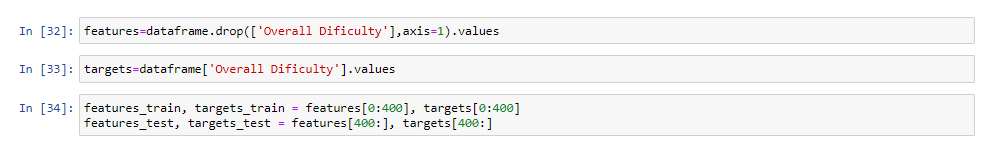 In [32]: features=dataframe.drop(['Overall Dificulty'],axis=1).values
In [33]: targets=dataframe['Overall Dificulty'].values
In [34]: features_train, targets_train = features[0:400], targets[0:400]
features_test, targets_test = features[400:], targets[400:]